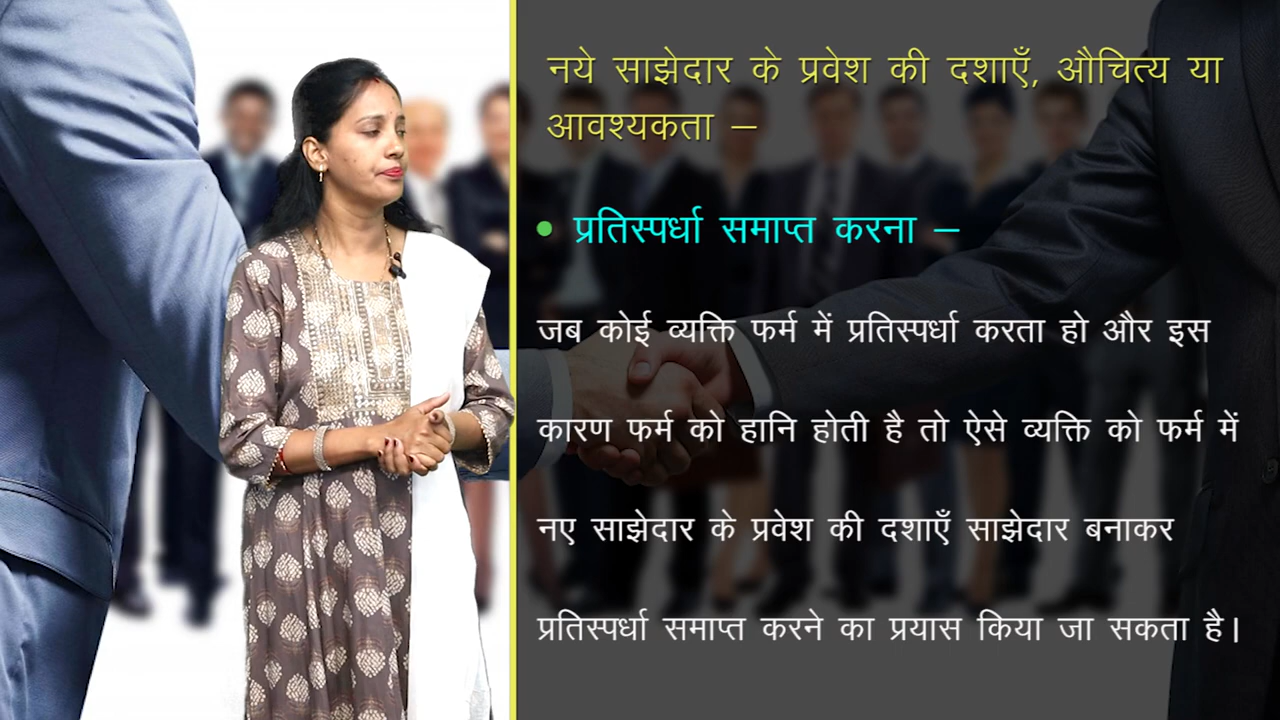 नये साझेदार के प्रवेश की दशाएँ, औचित्य या
आवश्यकता –
• प्रतिस्पर्धा समाप्त करना –
जब कोई व्यक्ति फर्म में प्रतिस्पर्धा करता हो और इस
कारण फर्म को हानि होती है तो ऐसे व्यक्ति को फर्म में
नए साझेदार के प्रवेश की दशाएँ साझेदार बनाकर
प्रतिस्पर्धा समाप्त करने का प्रयास किया जा सकता है।